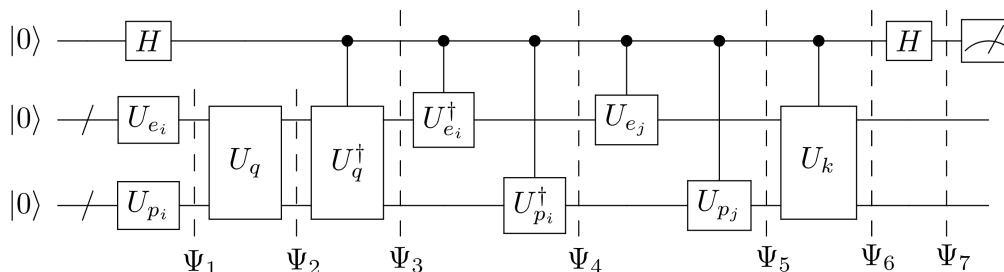 |0⟩ H H
|0⟩ U_{e_i} U_{e_i}^† U_{e_j}
U_q U_q^† U_k
|0⟩ U_{p_i} U_{p_i}^† U_{p_j}
Ψ_1 Ψ_2 Ψ_3 Ψ_4 Ψ_5 Ψ_6 Ψ_7